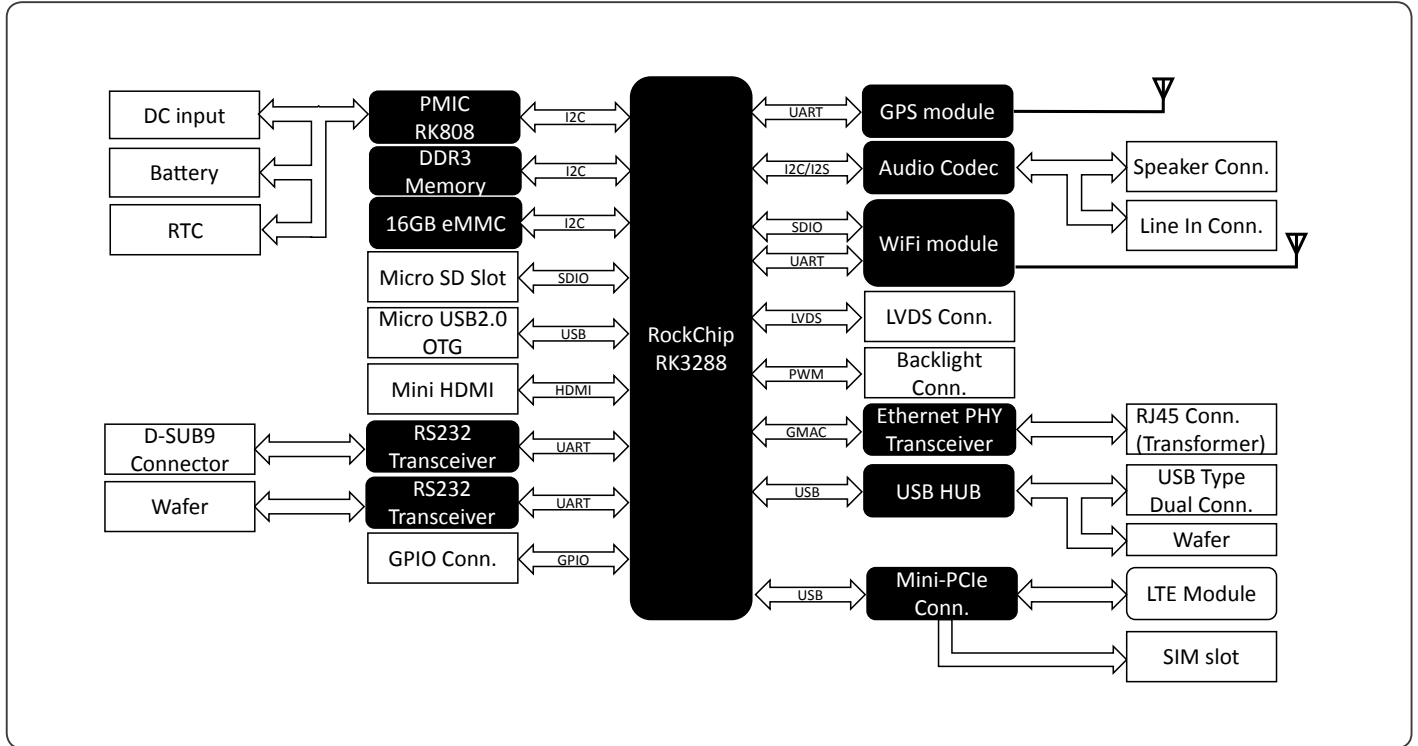 DC input
Battery
RTC
D-SUB9
Connector
Wafer
PMIC
RK808
DDR3
Memory
16GB eMMC
Micro SD Slot
Micro USB2.0
OTG
Mini HDMI
RS232
Transceiver
RS232
Transceiver
GPIO Conn.
I2C
I2C
I2C
SDIO
USB
HDMI
UART
UART
GPIO
RockChip
RK3288
UART
I2C/I2S
SDIO
UART
LVDS
PWM
GMAC
USB
USB
GPS module
Audio Codec
WiFi module
LVDS Conn.
Backlight
Conn.
Ethernet PHY
Transceiver
USB HUB
Mini-PCIe
Conn.
Speaker Conn.
Line In Conn.
RJ45 Conn.
(Transformer)
USB Type
Dual Conn.
Wafer
LTE Module
SIM slot